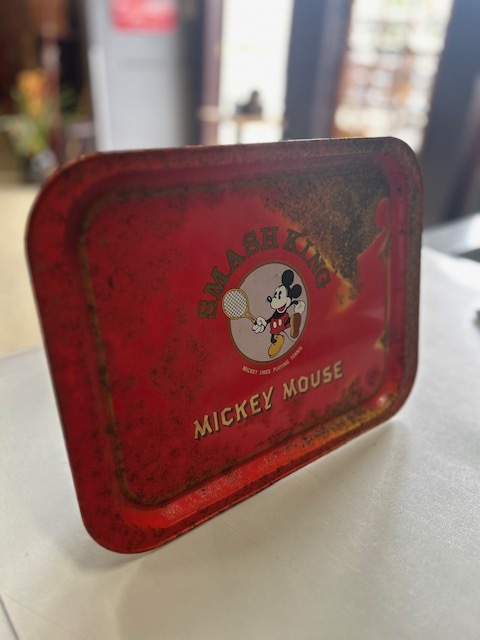 SMASH KING
MICKEY LIKES PLAYING TENNIS
MICKEY MOUSE